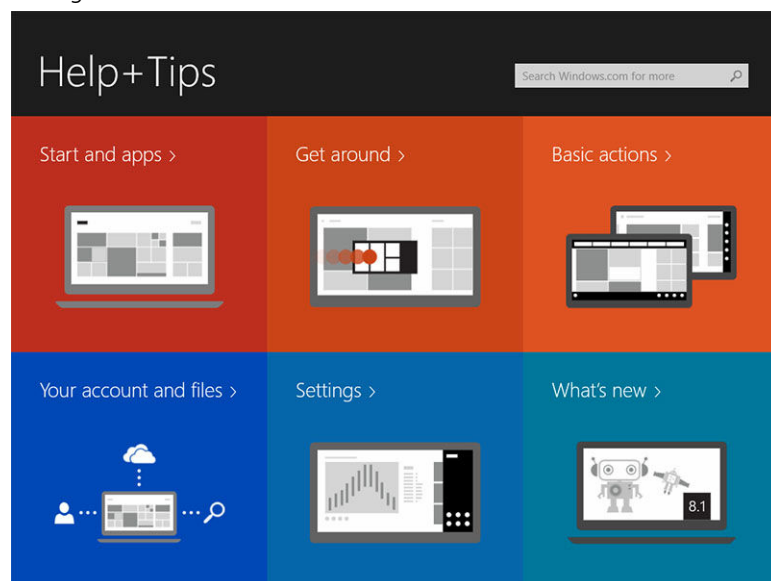 Help+Tips
Search Windows.com for more
Start and apps >
Get around >
Basic actions >
Your account and files >
Settings >
What's new >
8.1